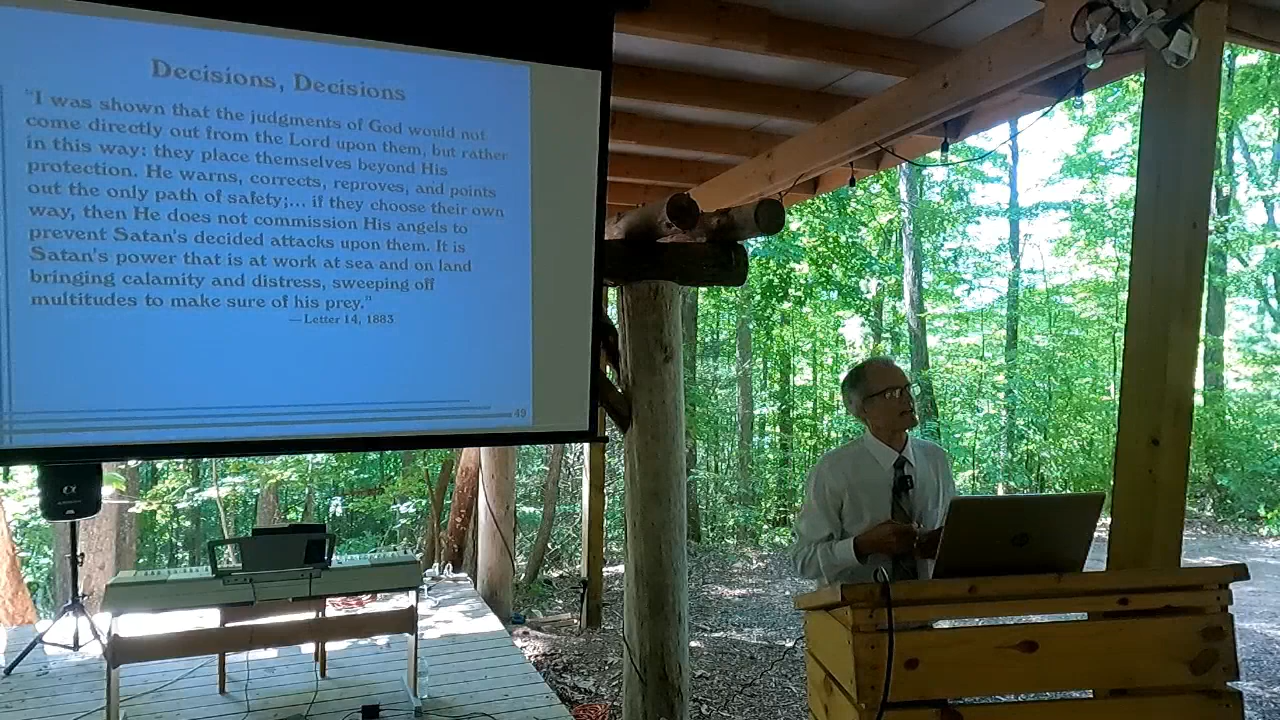 Decisions, Decisions
"I was shown that the judgments of God would not
come directly out from the Lord upon them, but rather
in this way: they place themselves beyond His
protection. He warns, corrects, reproves, and points
out the only path of safety;... if they choose their own
way, then He does not commission His angels to
prevent Satan's decided attacks upon them. It is
Satan's power that is at work at sea and on land
bringing calamity and distress, sweeping off
multitudes to make sure of his prey."
—Letter 14, 1883
49